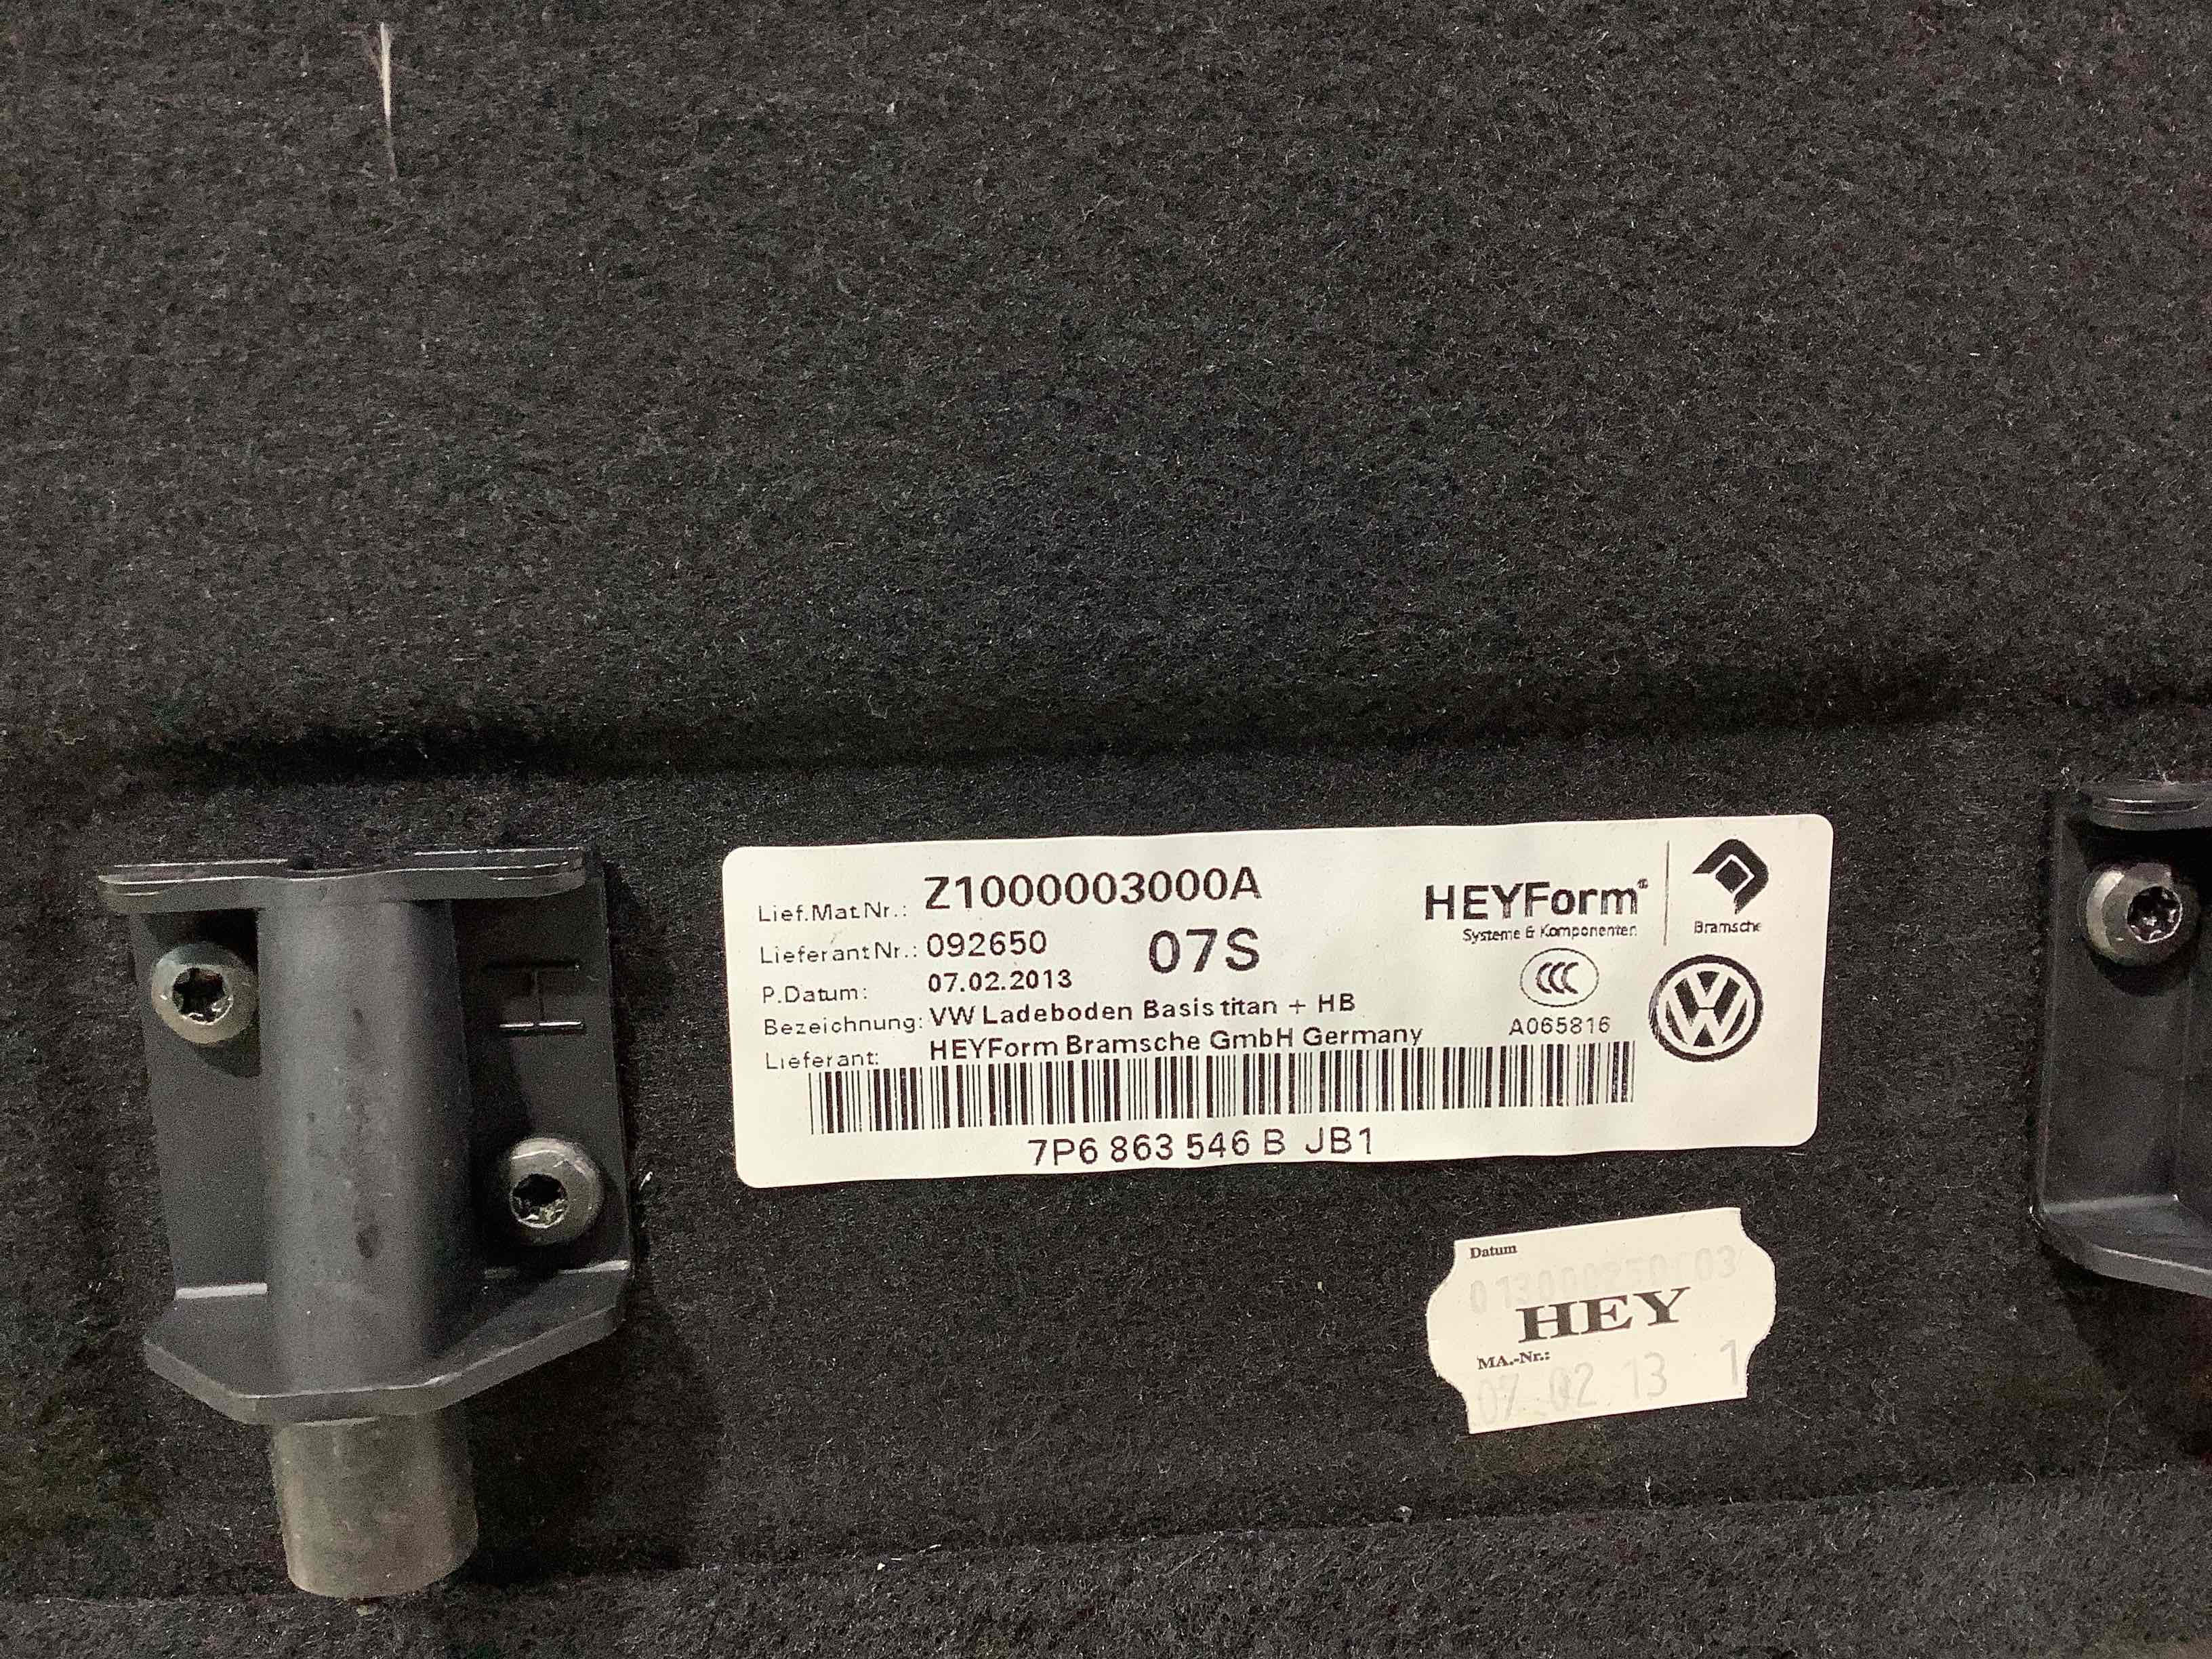 Lief.Mat.Nr.: Z1000003000A
Lieferant Nr.: 092650 07S
P.Datum: 07.02.2013
Bezeichnung: VW Ladeboden Basis titan + HB
Lieferant: HEYForm Bramsche GmbH Germany
HEYForm®
Systeme & Komponenten
Bramsche
CCC
A065816
VW
7P6 863 546 B JB1
H
Datum
HEY
MA.-Nr.:
07 02 13 1